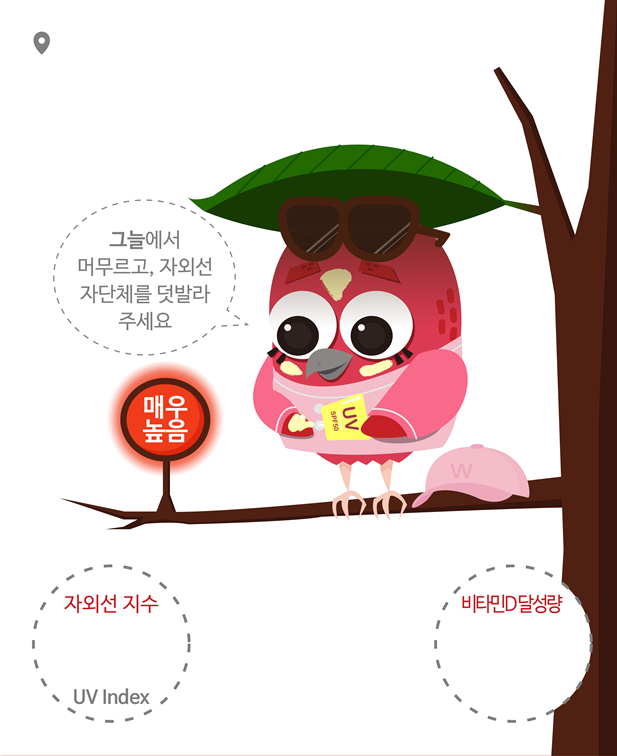 그늘에서
머무르고, 자외선
자단체를 덧발라
주세요
매우
높음
UV
SPF50
W
자외선 지수
UV Index
비타민D달성량